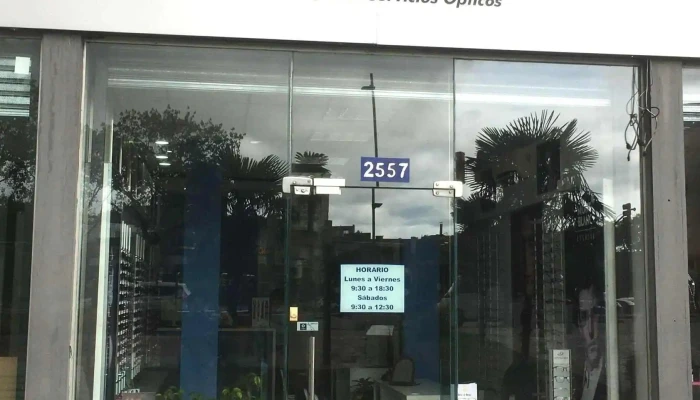 Servicios Ópticos
2557
HORARIO
Lunes a Viernes
9:30 a 18:30
Sábados
9:30 a 12:30